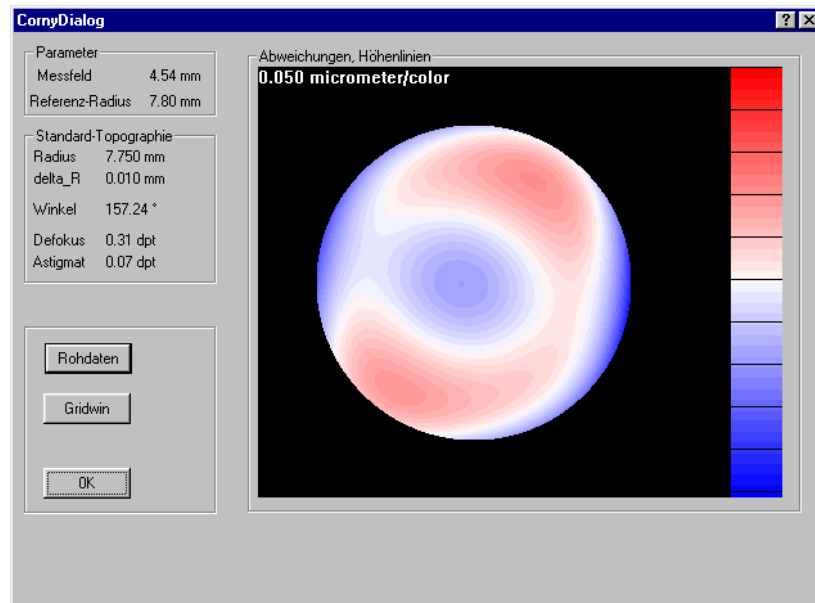 CornyDialog
Parameter
Messfeld 4.54 mm
Referenz-Radius 7.80 mm
Standard-Topographie
Radius 7.750 mm
delta_R 0.010 mm
Winkel 157.24 °
Defokus 0.31 dpt
Astigmat 0.07 dpt
Rohdaten
Gridwin
OK
Abweichungen, Höhenlinien
0.050 micrometer/color